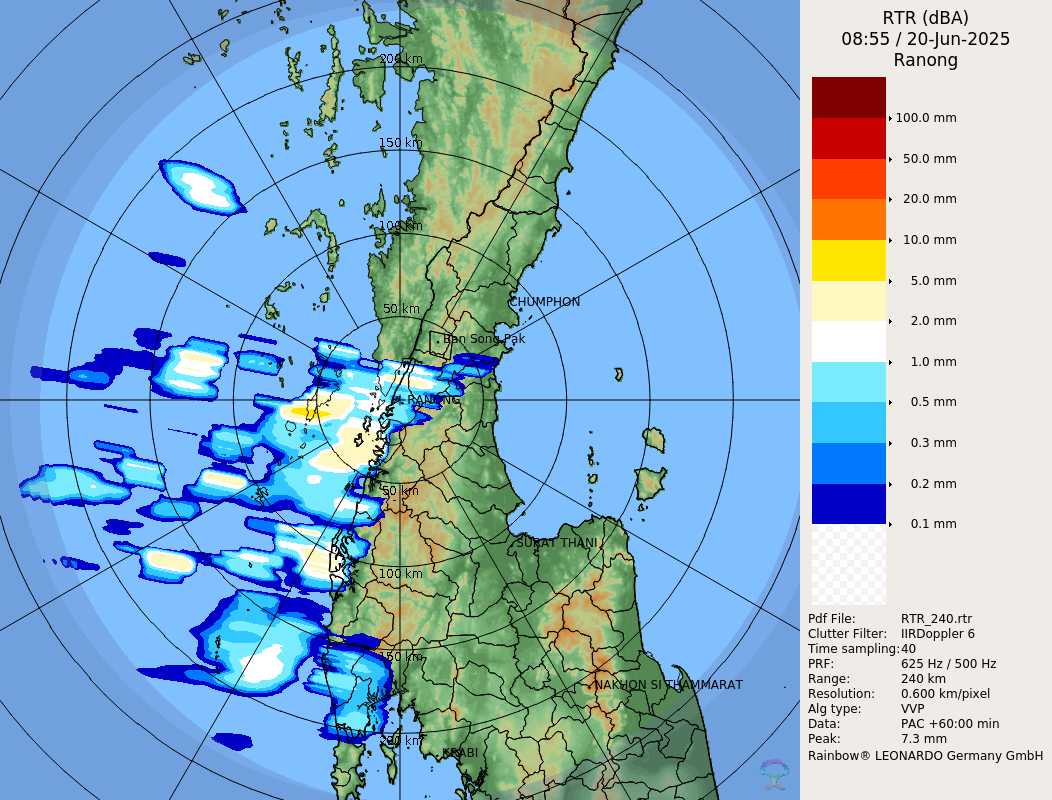 RTR (dBA)
08:55 / 20-Jun-2025
Ranong
200 km
150 km
100 km
50 km
CHUMPHON
Ban Song Pak
RANONG
50 km
SURAT THANI
100 km
150 km
NAKHON SI THAMMARAT
200 km
KRABI
100.0 mm
50.0 mm
20.0 mm
10.0 mm
5.0 mm
2.0 mm
1.0 mm
0.5 mm
0.3 mm
0.2 mm
0.1 mm
Pdf File: RTR_240.rtr
Clutter Filter: IIRDoppler 6
Time sampling:40
PRF: 625 Hz / 500 Hz
Range: 240 km
Resolution: 0.600 km/pixel
Alg type: VVP
Data: PAC +60:00 min
Peak: 7.3 mm
Rainbow® LEONARDO Germany GmbH